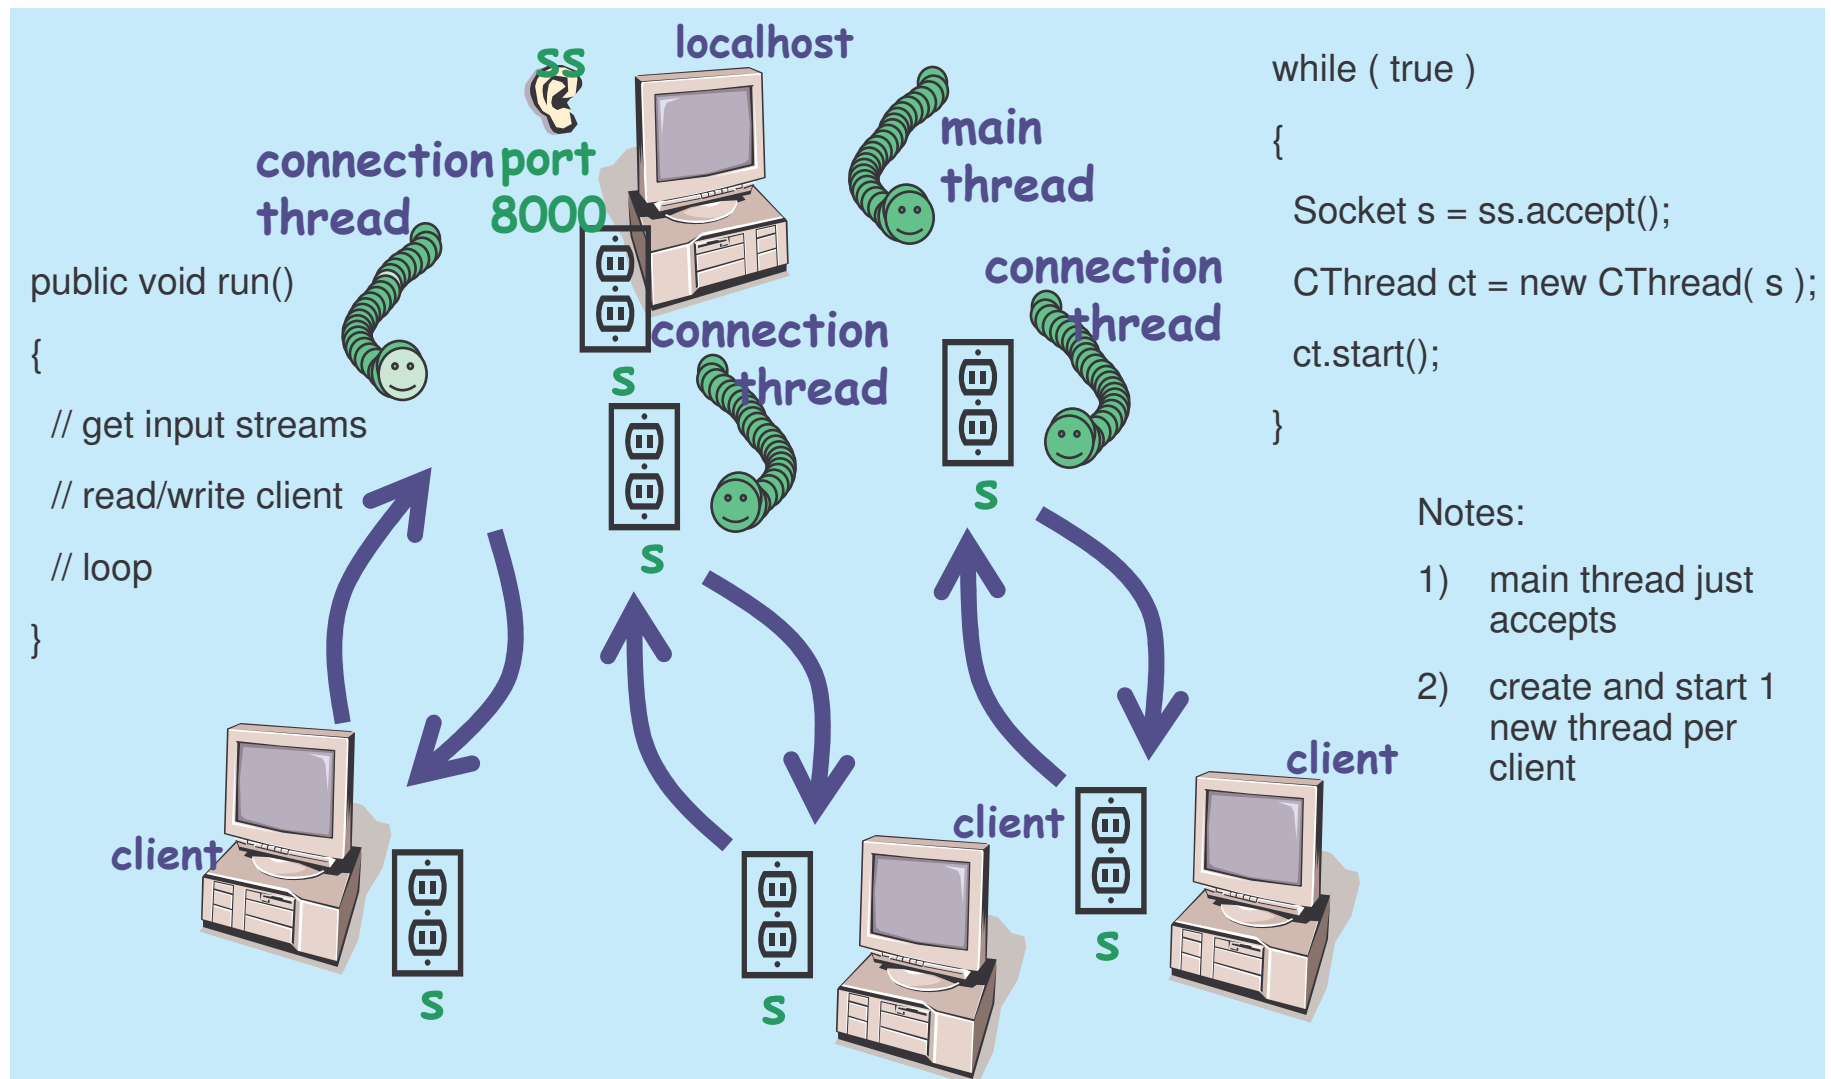 localhost
ss
port
8000
main
thread
connection
thread
connection
thread
connection
thread
s
s
s
public void run()
{
// get input streams
// read/write client
// loop
}
while ( true )
{
Socket s = ss.accept();
CThread ct = new CThread( s );
ct.start();
}
Notes:
1) main thread just
accepts
2) create and start 1
new thread per
client
client
s
client
s
client
s